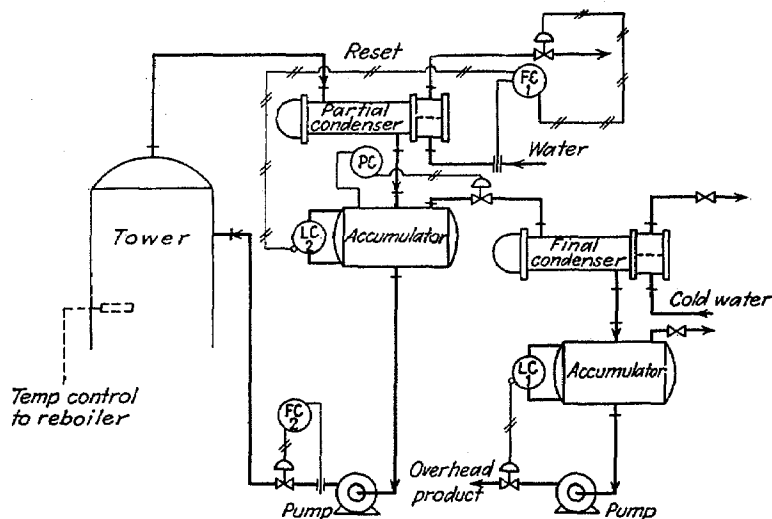 Reset
FC
1
Partial
condenser
Water
PC
Tower
LC
2
Accumulator
Final
condenser
Cold water
Temp control
to reboiler
FC
2
LC
1
Accumulator
Overhead
product
Pump
Pump